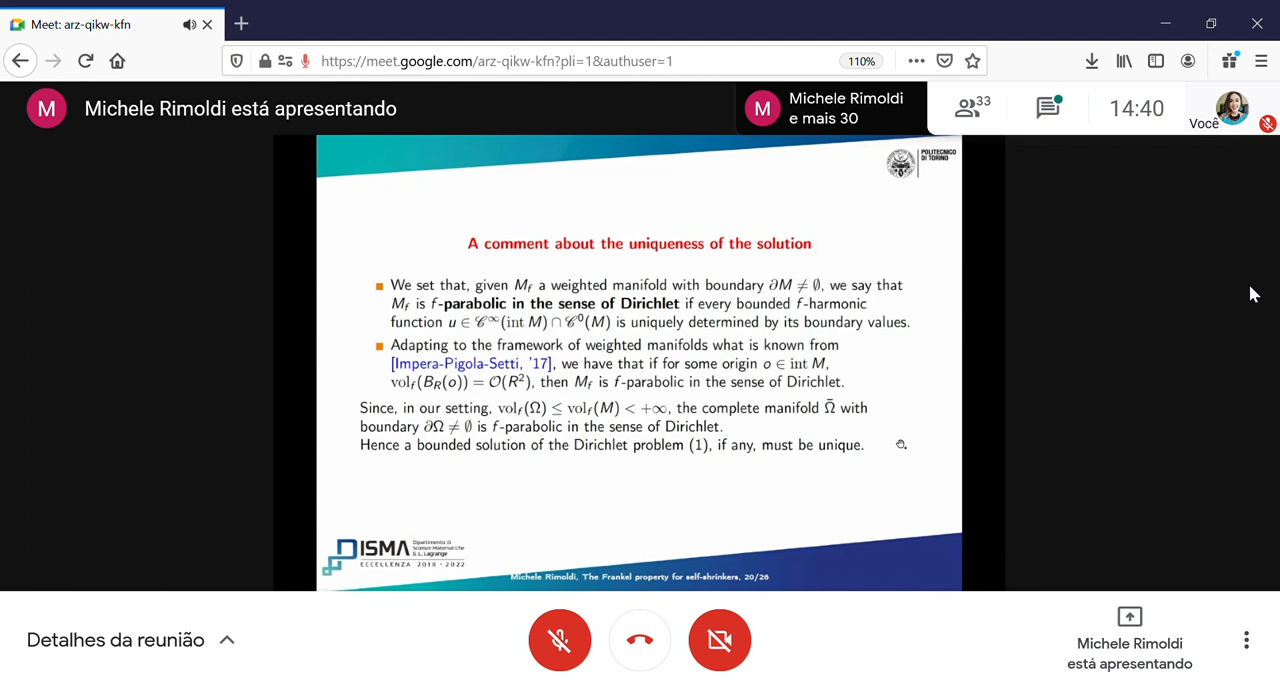 Meet: arz-qikw-kfn
https://meet.google.com/arz-qikw-kfn?pli=1&authuser=1
110%
M
Michele Rimoldi está apresentando
M
Michele Rimoldi
e mais 30
33
14:40
Você
POLITECNICO
DI TORINO
A comment about the uniqueness of the solution
We set that, given M_f a weighted manifold with boundary ∂M ≠ ∅, we say that
M_f is f-parabolic in the sense of Dirichlet if every bounded f-harmonic
function u ∈ 𝒞^∞(int M) ∩ 𝒞^0(M) is uniquely determined by its boundary values.
Adapting to the framework of weighted manifolds what is known from
[Impera-Pigola-Setti, '17], we have that if for some origin o ∈ int M,
vol_f(B_R(o)) = 𝒪(R^2), then M_f is f-parabolic in the sense of Dirichlet.
Since, in our setting, vol_f(Ω) ≤ vol_f(M) < +∞, the complete manifold Ω̄ with
boundary ∂Ω ≠ ∅ is f-parabolic in the sense of Dirichlet.
Hence a bounded solution of the Dirichlet problem (1), if any, must be unique.
DISMA
Dipartimento di
Scienze Matematiche
G.L. Lagrange
ECCELLENZA 2018 · 2022
Michele Rimoldi, The Frankel property for self-shrinkers, 20/26
Detalhes da reunião
Michele Rimoldi
está apresentando